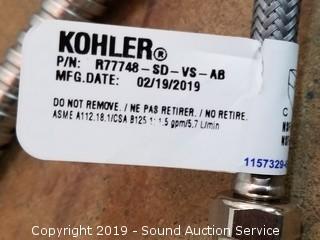 KOHLER®
P/N: R77748-SD-VS-AB
MFG.DATE: 02/19/2019
DO NOT REMOVE. / NE PAS RETIRER. / NO RETIRE.
ASME A112.18.1/CSA B125.1: 1.5 gpm/5.7 L/min
1157329-
Copyright 2019 - Sound Auction Service